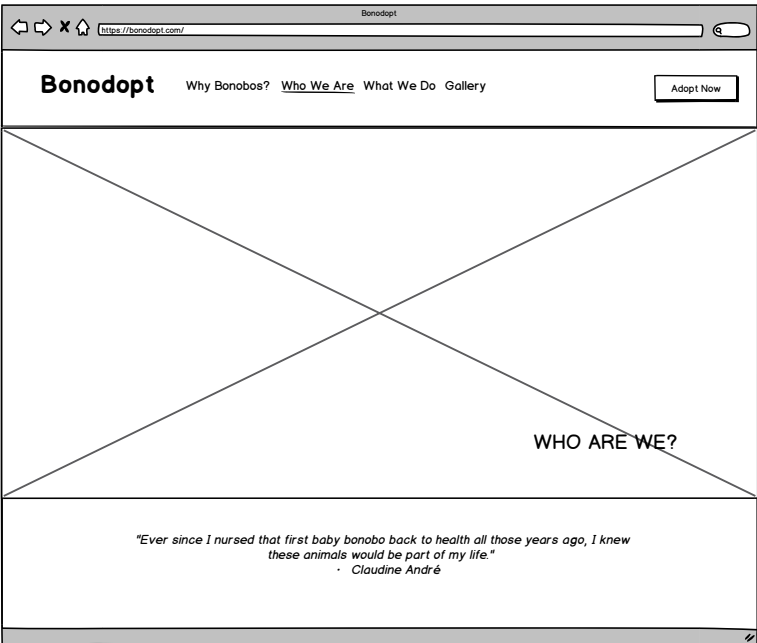 Bonodopt
https://bonodopt.com/
Bonodopt Why Bonobos? Who We Are What We Do Gallery Adopt Now
WHO ARE WE?
"Ever since I nursed that first baby bonobo back to health all those years ago, I knew
these animals would be part of my life."
- Claudine André